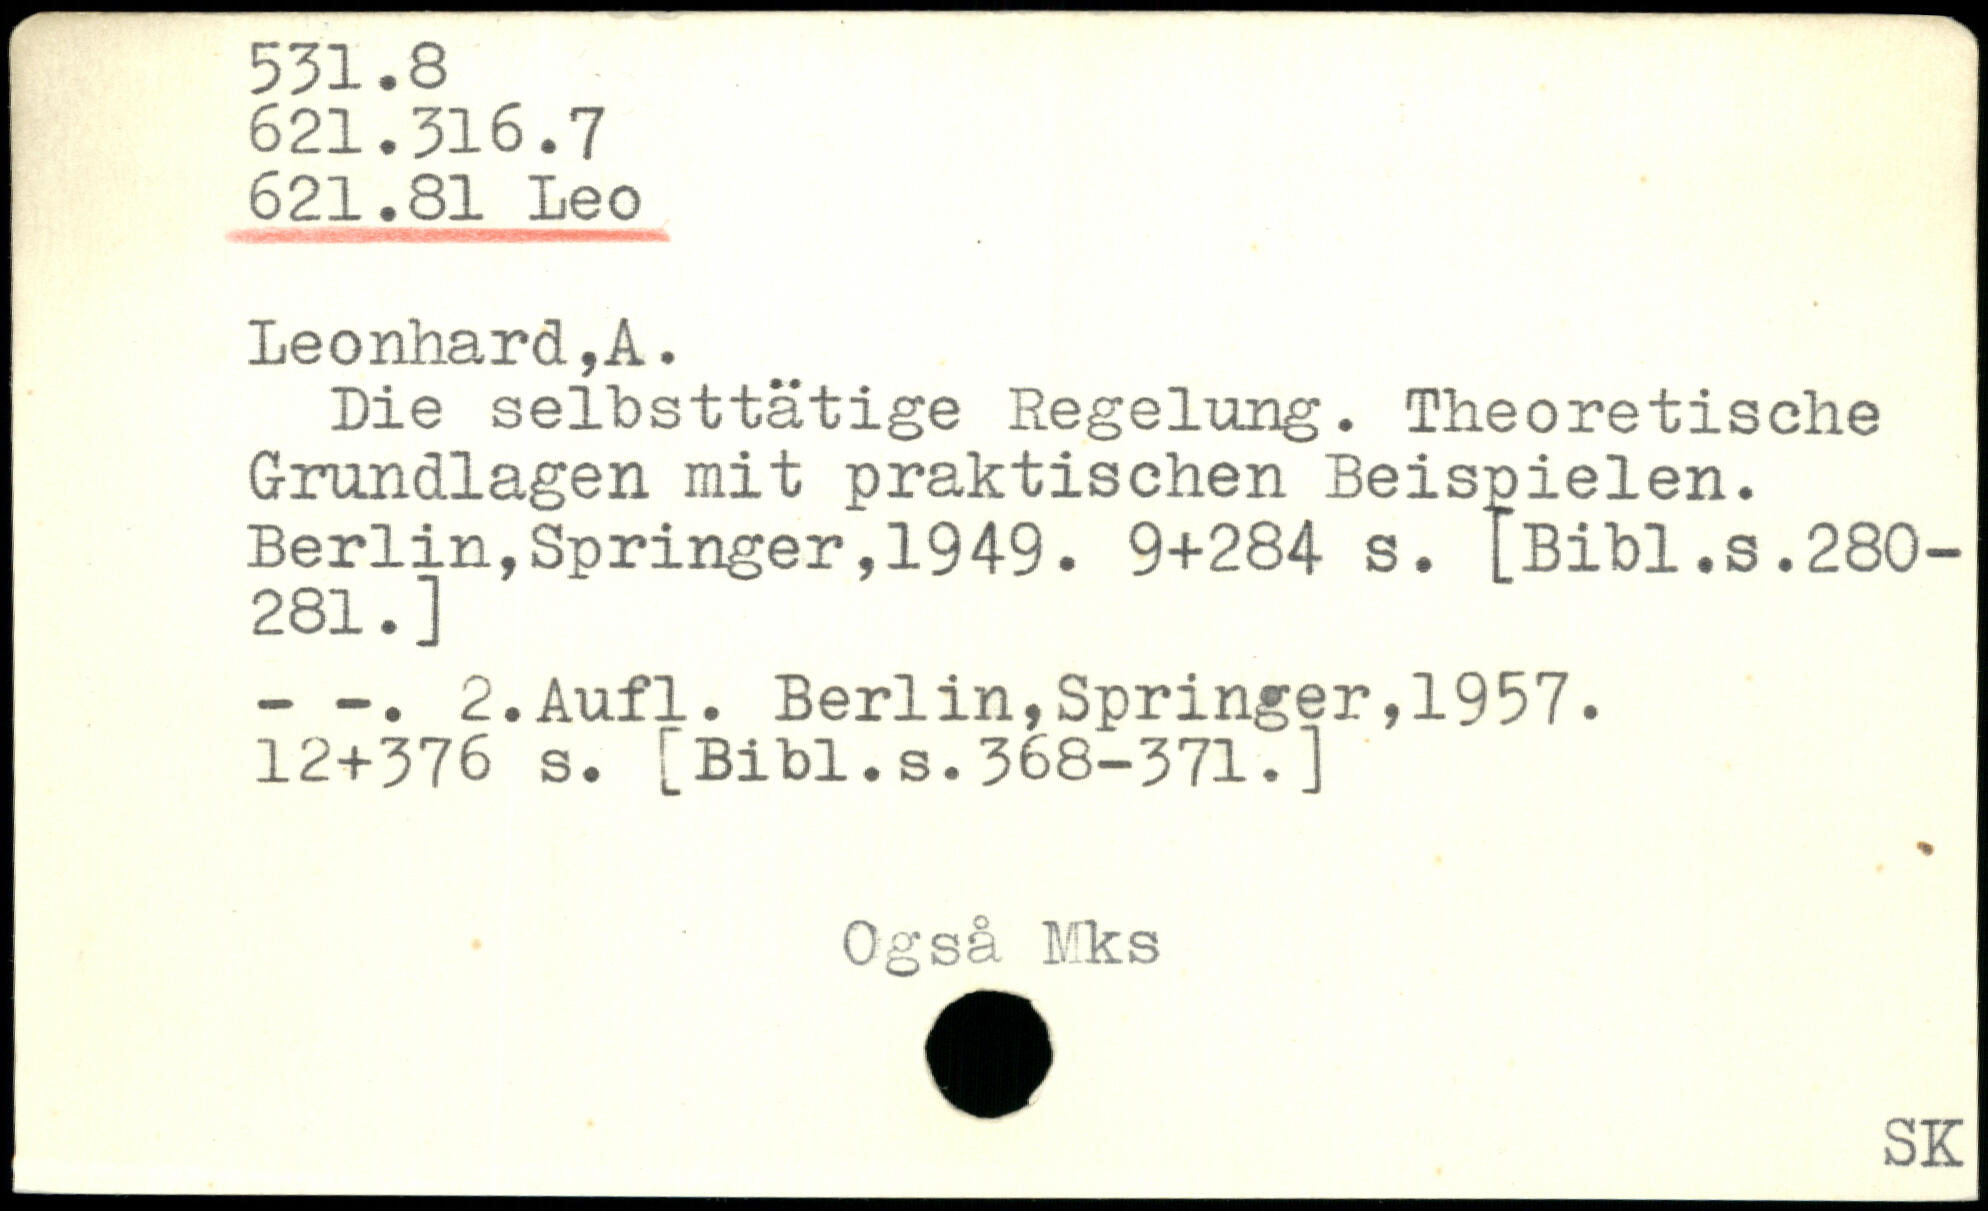 531.8
621.316.7
621.81 Leo
Leonhard,A.
Die selbsttätige Regelung. Theoretische
Grundlagen mit praktischen Beispielen.
Berlin,Springer,1949. 9+284 s. [Bibl.s.280-
281.]
- -. 2.Aufl. Berlin,Springer,1957.
12+376 s. [Bibl.s.368-371.]
Også Mks
SK